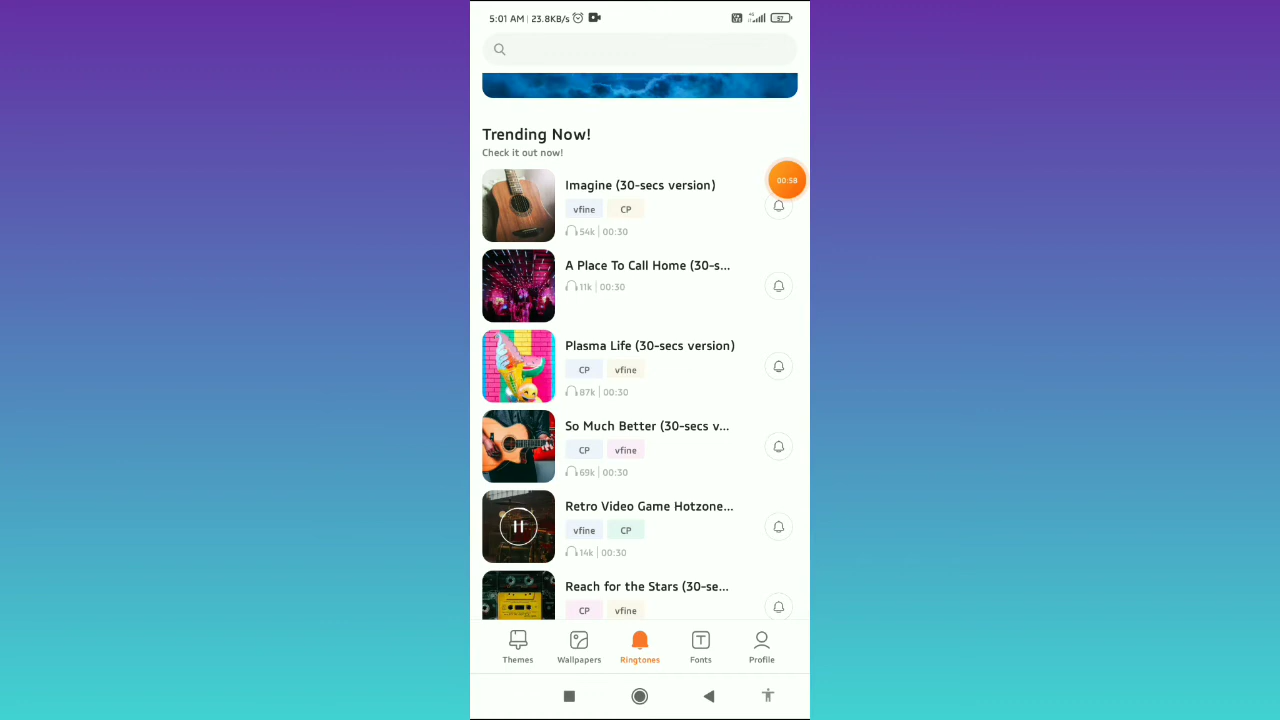 5:01 AM | 23.8KB/s
57
Trending Now!
Check it out now!
00:58
Imagine (30-secs version)
vfine CP
54k | 00:30
A Place To Call Home (30-s...
11k | 00:30
Plasma Life (30-secs version)
CP vfine
87k | 00:30
So Much Better (30-secs v...
CP vfine
69k | 00:30
Retro Video Game Hotzone...
vfine CP
14k | 00:30
Reach for the Stars (30-se...
CP vfine
Themes Wallpapers Ringtones Fonts Profile